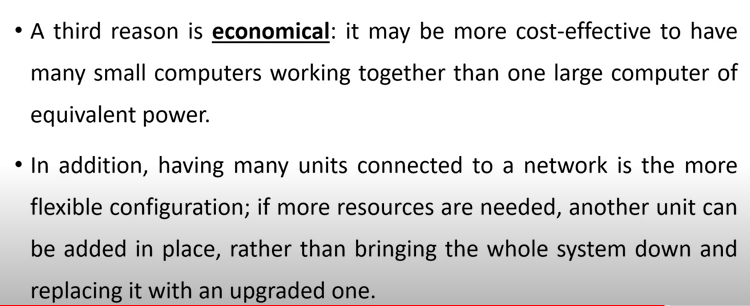 • A third reason is economical: it may be more cost-effective to have
many small computers working together than one large computer of
equivalent power.
• In addition, having many units connected to a network is the more
flexible configuration; if more resources are needed, another unit can
be added in place, rather than bringing the whole system down and
replacing it with an upgraded one.